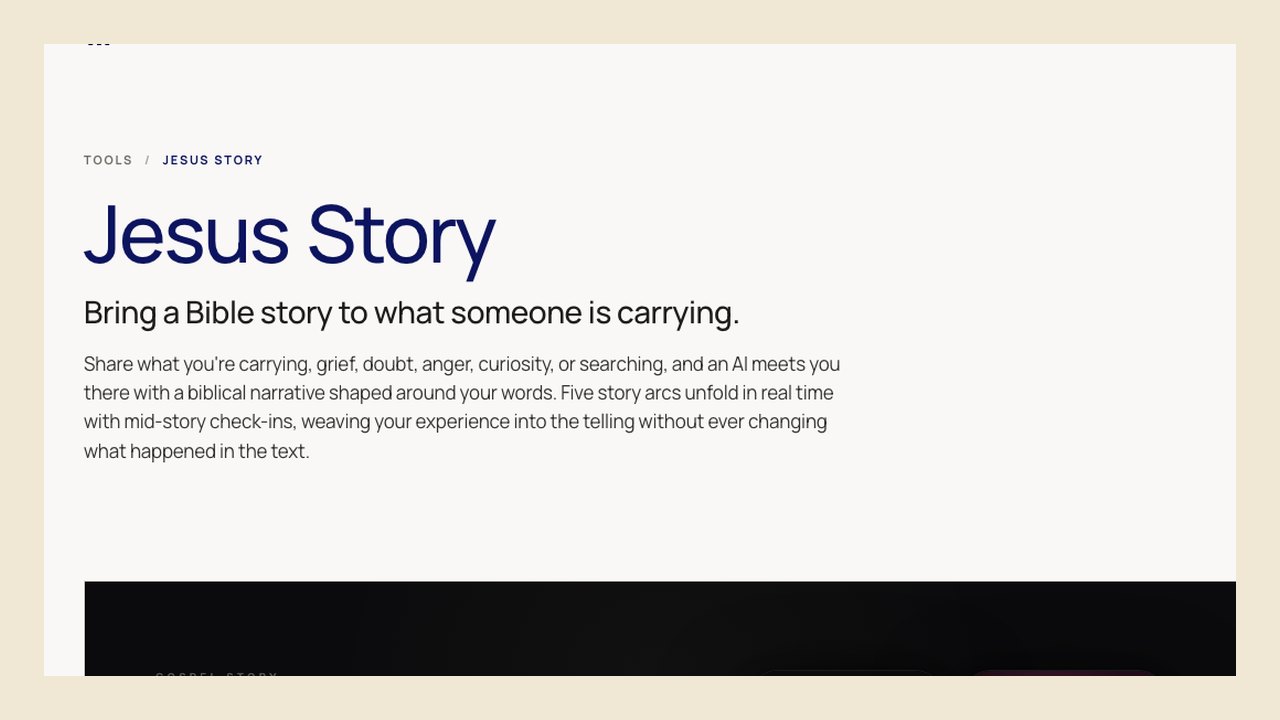 TOOLS / JESUS STORY
Jesus Story
Bring a Bible story to what someone is carrying.
Share what you're carrying, grief, doubt, anger, curiosity, or searching, and an AI meets you
there with a biblical narrative shaped around your words. Five story arcs unfold in real time
with mid-story check-ins, weaving your experience into the telling without ever changing
what happened in the text.
GOSPEL STORY